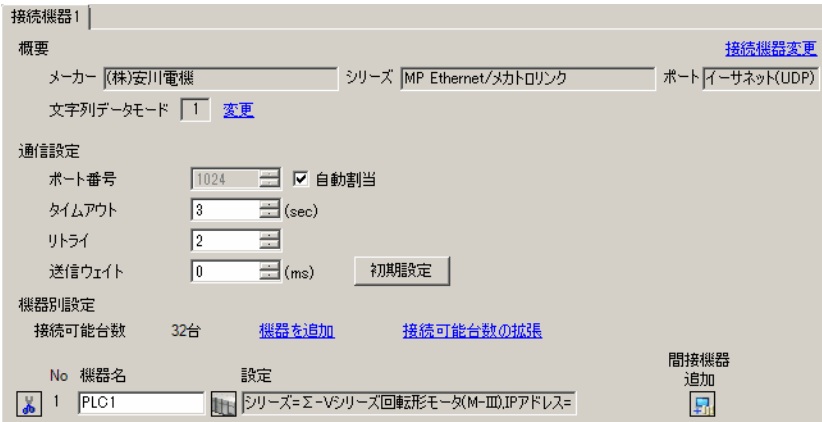 接続機器1
概要 接続機器変更
メーカー (株)安川電機 シリーズ MP Ethernet/メカトロリンク ポート イーサネット(UDP)
文字列データモード 1 変更
通信設定
ポート番号 1024 自動割当
タイムアウト 3 (sec)
リトライ 2
送信ウェイト 0 (ms) 初期設定
機器別設定
接続可能台数 32台 機器を追加 接続可能台数の拡張
間接機器
No 機器名 設定 追加
1 PLC1 シリーズ=Σ-Vシリーズ回転形モータ(M-Ⅲ),IPアドレス=